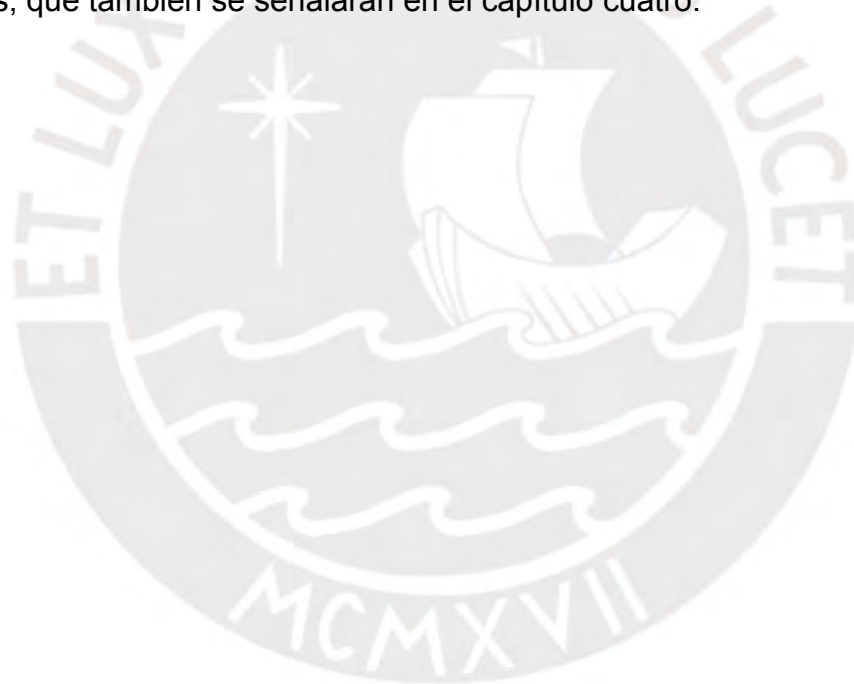 s, que también se señalarán en el capítulo cuatro.
ET LUX
S LUCET
MCMXVII